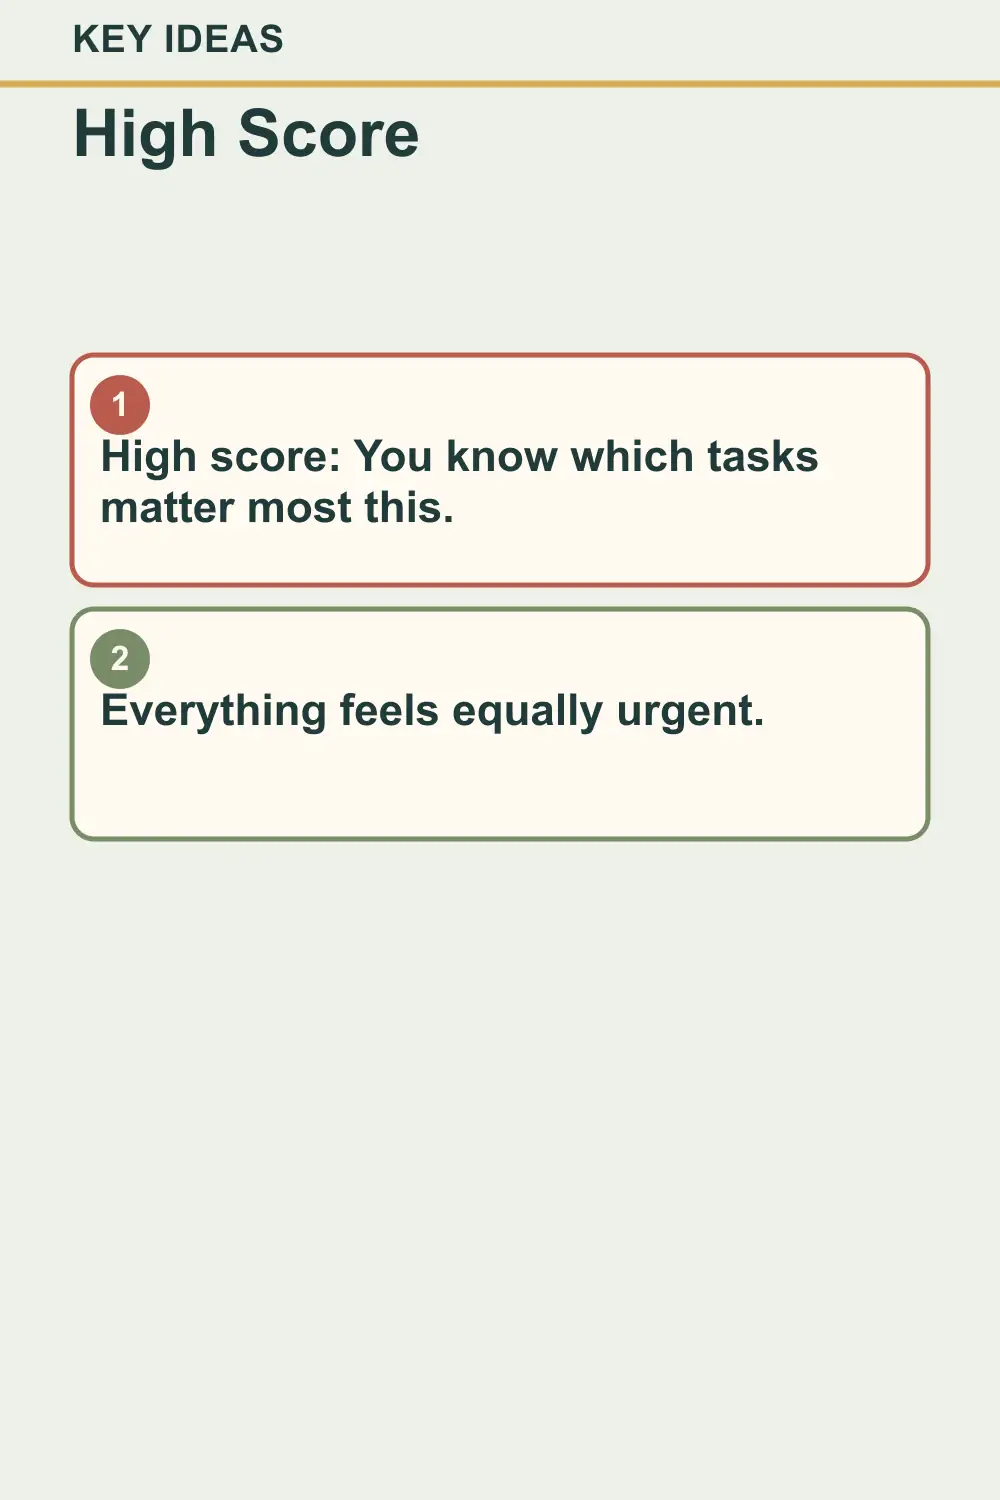 KEY IDEAS
High Score
1
High score: You know which tasks
matter most this.
2
Everything feels equally urgent.